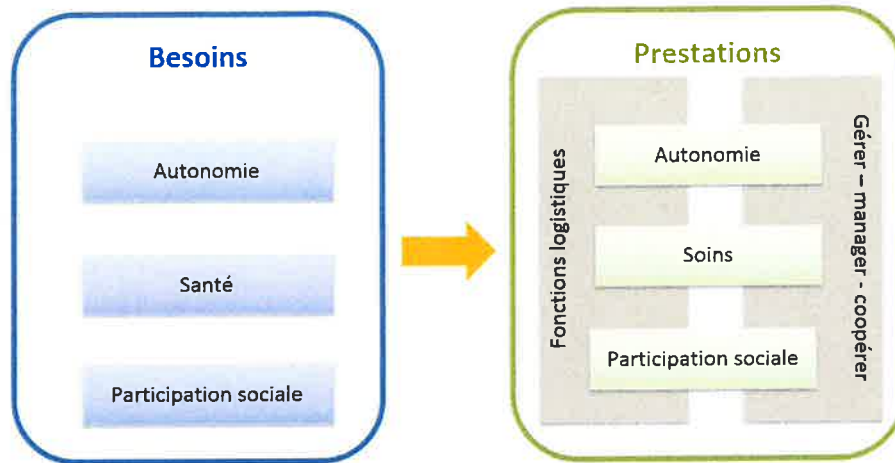 Besoins
Autonomie
Santé
Participation sociale
Prestations
Fonctions logistiques
Autonomie
Soins
Participation sociale
Gérer – manager - coopérer